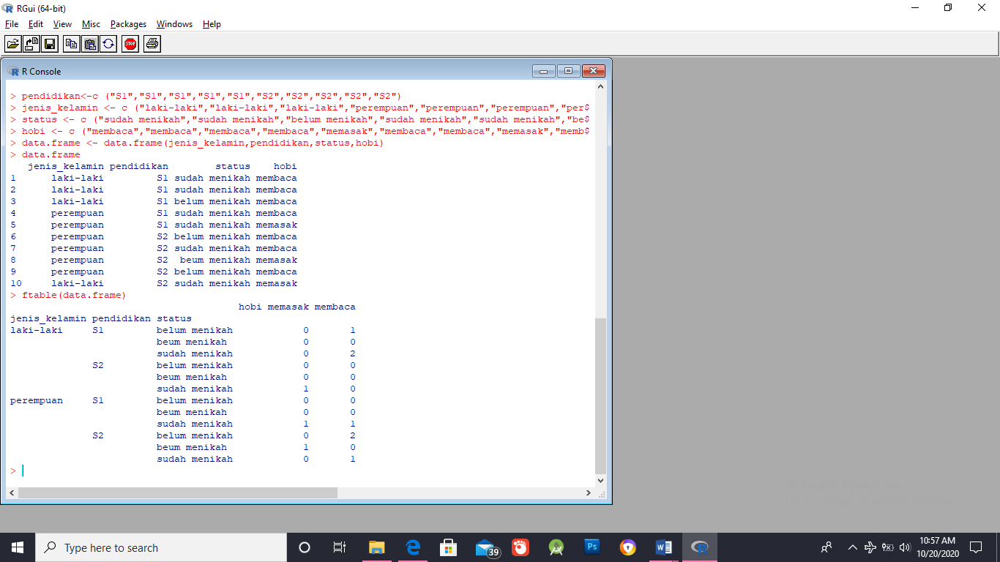 RGui (64-bit)
File Edit View Misc Packages Windows Help
STOP
R Console
> pendidikan<-c ("S1","S1","S1","S1","S1","S2","S2","S2","S2","S2")
> jenis_kelamin <- c ("laki-laki","laki-laki","laki-laki","perempuan","perempuan","perempuan","per$
> status <- c ("sudah menikah","sudah menikah","belum menikah","sudah menikah","sudah menikah","be$
> hobi <- c ("membaca","membaca","membaca","membaca","memasak","membaca","membaca","memasak","memb$
> data.frame <- data.frame(jenis_kelamin,pendidikan,status,hobi)
> data.frame
jenis_kelamin pendidikan status hobi
1 laki-laki S1 sudah menikah membaca
2 laki-laki S1 sudah menikah membaca
3 laki-laki S1 belum menikah membaca
4 perempuan S1 sudah menikah membaca
5 perempuan S1 sudah menikah memasak
6 perempuan S2 belum menikah membaca
7 perempuan S2 sudah menikah membaca
8 perempuan S2 beum menikah memasak
9 perempuan S2 belum menikah membaca
10 laki-laki S2 sudah menikah memasak
> ftable(data.frame)
hobi memasak membaca
jenis_kelamin pendidikan status
laki-laki S1 belum menikah 0 1
beum menikah 0 0
sudah menikah 0 2
S2 belum menikah 0 0
beum menikah 0 0
sudah menikah 1 0
perempuan S1 belum menikah 0 0
beum menikah 0 0
sudah menikah 1 1
S2 belum menikah 0 2
beum menikah 1 0
sudah menikah 0 1
>
Type here to search
39
Ps
10:57 AM
10/20/2020